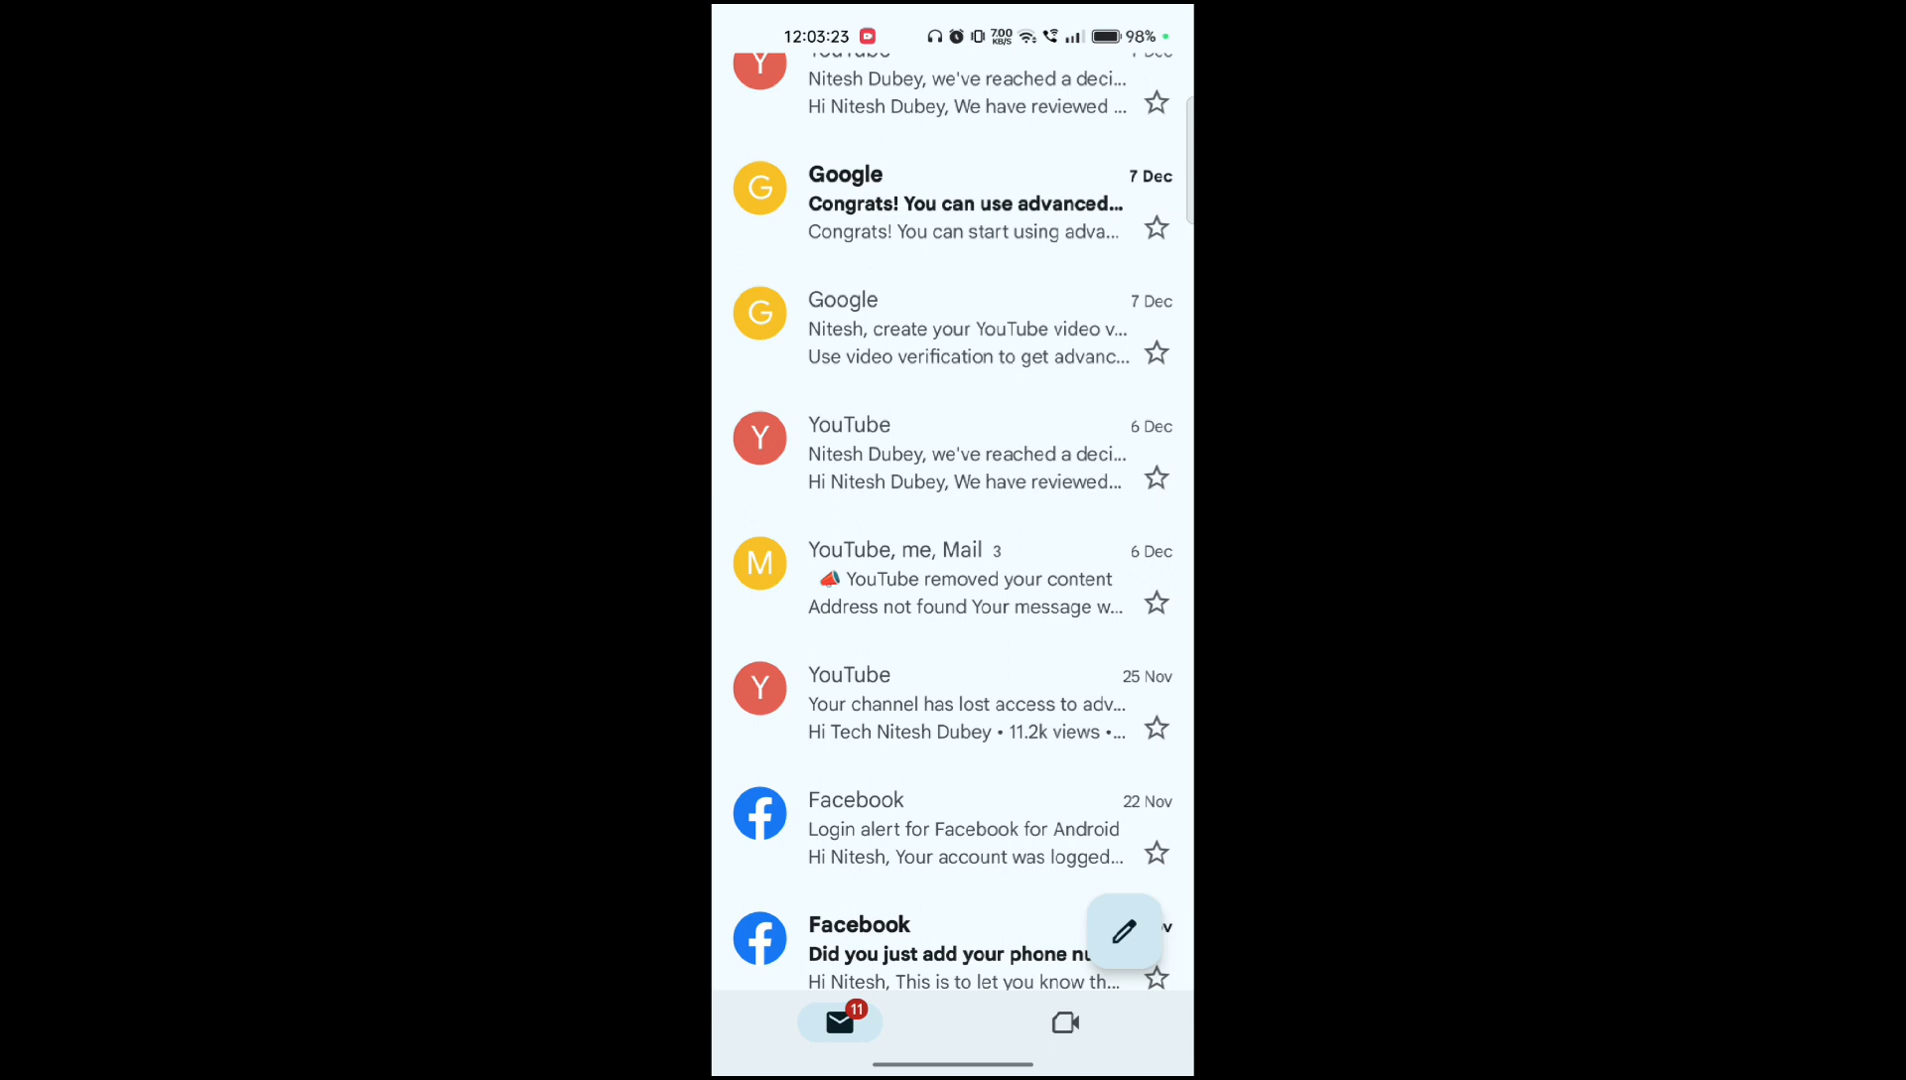 12:03:23 7.00 KB/S 98%
Y YouTube 7 Dec
Nitesh Dubey, we've reached a deci...
Hi Nitesh Dubey, We have reviewed ...
G Google 7 Dec
Congrats! You can use advanced...
Congrats! You can start using adva...
G Google 7 Dec
Nitesh, create your YouTube video v...
Use video verification to get advanc...
Y YouTube 6 Dec
Nitesh Dubey, we've reached a deci...
Hi Nitesh Dubey, We have reviewed...
M YouTube, me, Mail 3 6 Dec
📣 YouTube removed your content
Address not found Your message w...
Y YouTube 25 Nov
Your channel has lost access to adv...
Hi Tech Nitesh Dubey • 11.2k views •...
Facebook 22 Nov
Login alert for Facebook for Android
Hi Nitesh, Your account was logged...
Facebook
Did you just add your phone nu
Hi Nitesh, This is to let you know th...
11